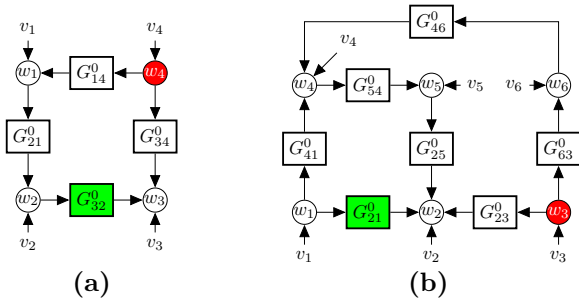 v₁ v₄ G⁰₄₆ v₄
w₁ G⁰₁₄ w₄ w₄ G⁰₅₄ w₅ v₅ v₆ w₆
G⁰₂₁ G⁰₃₄ G⁰₄₁ G⁰₂₅ G⁰₆₃
w₂ G⁰₃₂ w₃ w₁ G⁰₂₁ w₂ G⁰₂₃ w₃
v₂ v₃ v₁ v₂ v₃
(a) (b)